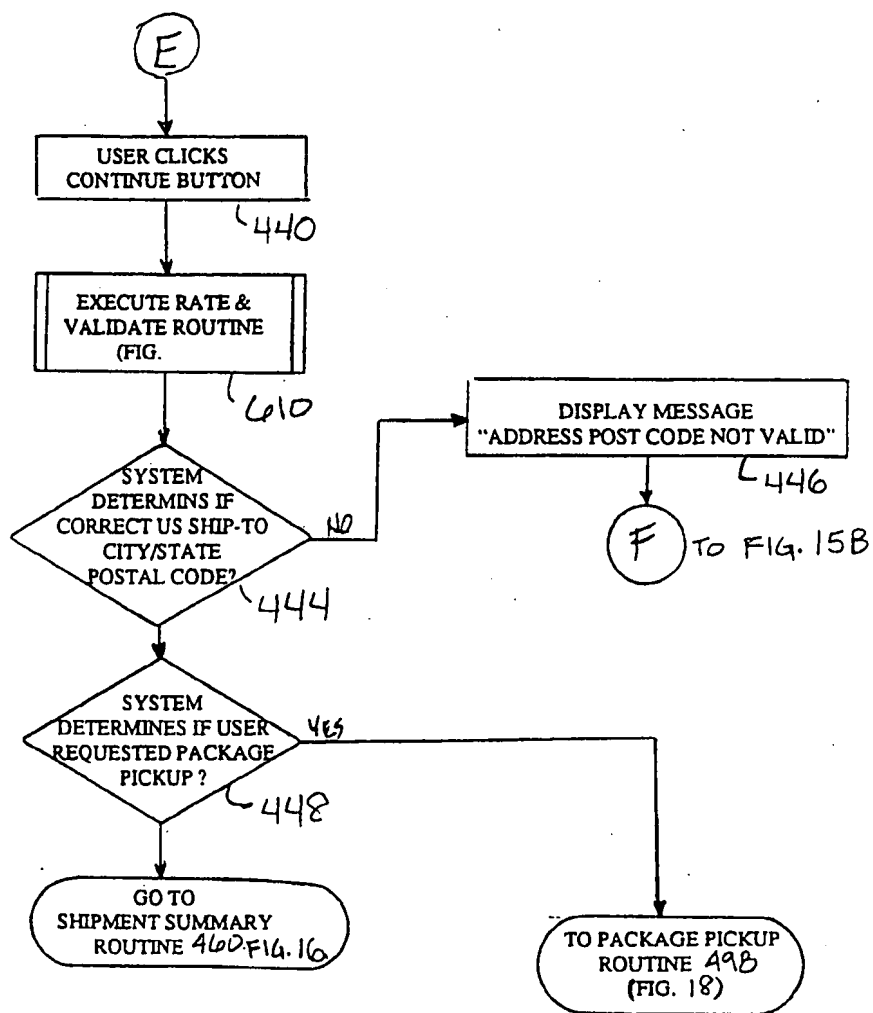 E
USER CLICKS
CONTINUE BUTTON
440
EXECUTE RATE &
VALIDATE ROUTINE
(FIG.
610
SYSTEM
DETERMINS IF
CORRECT US SHIP-TO
CITY/STATE
POSTAL CODE?
444
NO
DISPLAY MESSAGE
"ADDRESS POST CODE NOT VALID"
446
F TO FIG. 15B
SYSTEM
DETERMINES IF USER
REQUESTED PACKAGE
PICKUP ?
448
YES
GO TO
SHIPMENT SUMMARY
ROUTINE 460 FIG. 16
TO PACKAGE PICKUP
ROUTINE 498
(FIG. 18)